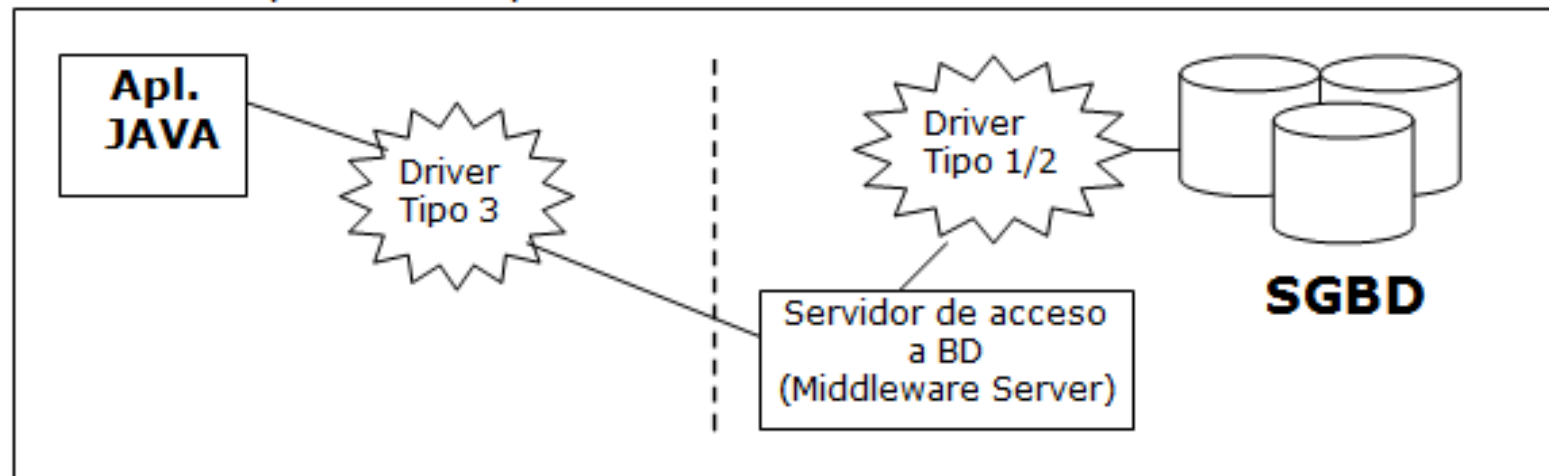 Apl.
JAVA
Driver
Tipo 3
Driver
Tipo 1/2
Servidor de acceso
a BD
(Middleware Server)
SGBD